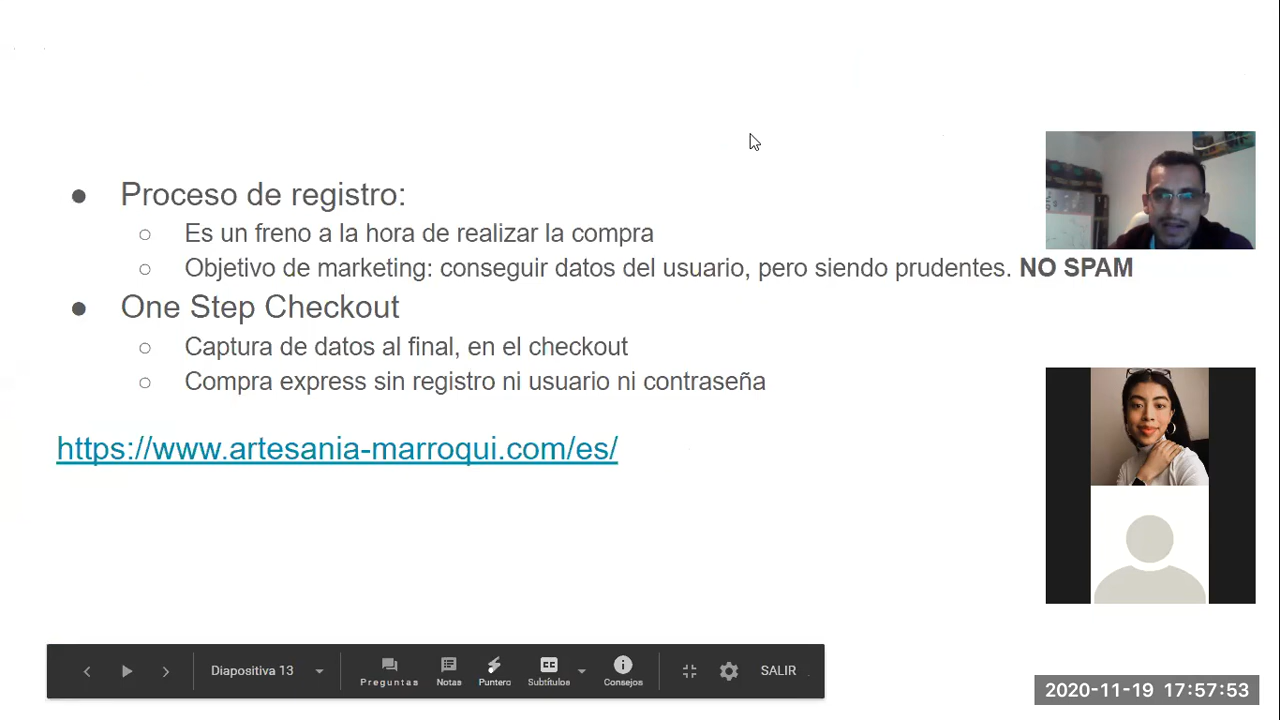 Proceso de registro:
Es un freno a la hora de realizar la compra
Objetivo de marketing: conseguir datos del usuario, pero siendo prudentes. NO SPAM
One Step Checkout
Captura de datos al final, en el checkout
Compra express sin registro ni usuario ni contraseña
https://www.artesania-marroqui.com/es/
Diapositiva 13
Preguntas
Notas
Puntero
CC
Subtítulos
Consejos
SALIR
2020-11-19 17:57:53